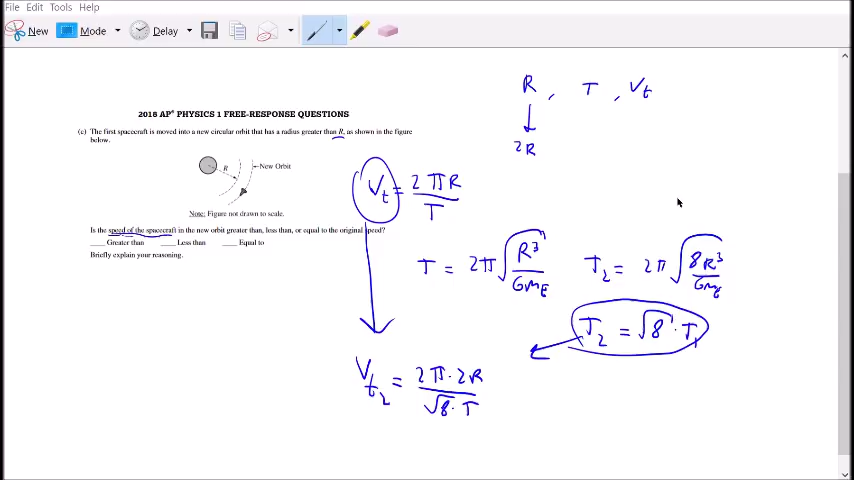 File Edit Tools Help
New Mode Delay
R , T , Vt
2R
2018 AP® PHYSICS 1 FREE-RESPONSE QUESTIONS
(c) The first spacecraft is moved into a new circular orbit that has a radius greater than R, as shown in the figure
below.
R
New Orbit
Note: Figure not drawn to scale.
Is the speed of the spacecraft in the new orbit greater than, less than, or equal to the original speed?
____ Greater than ____ Less than ____ Equal to
Briefly explain your reasoning.
Vt = 2πR / T
T = 2π √(R³ / GME)
T2 = 2π √(8R³ / GME)
T2 = √8 · T1
Vt2 = 2π · 2R / √8 · T